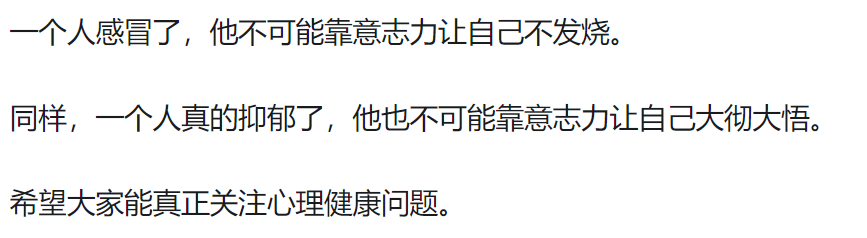 一个人感冒了，他不可能靠意志力让自己不发烧。
同样，一个人真的抑郁了，他也不可能靠意志力让自己大彻大悟。
希望大家能真正关注心理健康问题。